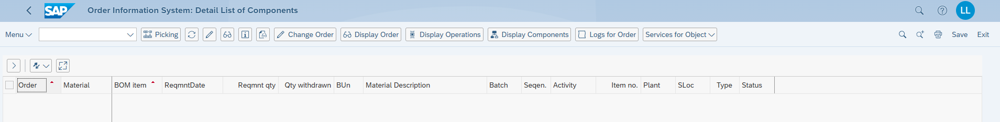 SAP Order Information System: Detail List of Components LL
Menu Picking Change Order Display Order Display Operations Display Components Logs for Order Services for Object Save Exit
Order Material BOM item ReqmntDate Reqmnt qty Qty withdrawn BUn Material Description Batch Seqen. Activity Item no. Plant SLoc Type Status